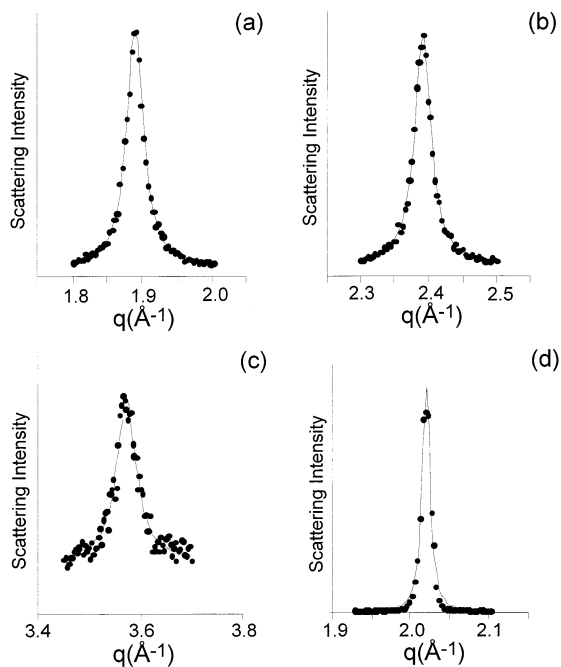 (a)
Scattering Intensity
1.8 1.9 2.0
q(Å-1)
(b)
Scattering Intensity
2.3 2.4 2.5
q(Å-1)
(c)
Scattering Intensity
3.4 3.6 3.8
q(Å-1)
(d)
Scattering Intensity
1.9 2.0 2.1
q(Å-1)